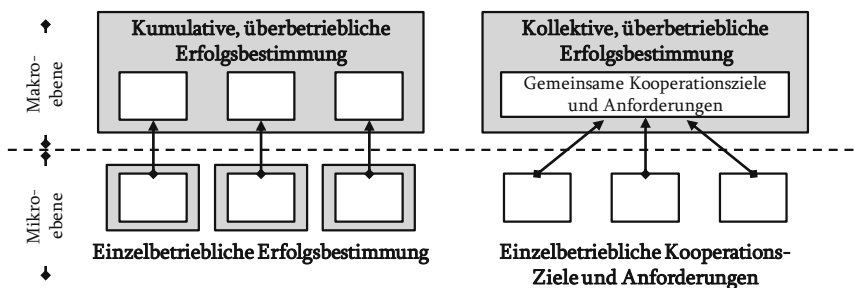 Kumulative, überbetriebliche
Erfolgsbestimmung
Kollektive, überbetriebliche
Erfolgsbestimmung
Gemeinsame Kooperationsziele
und Anforderungen
Makro-
ebene
Mikro-
ebene
Einzelbetriebliche Erfolgsbestimmung
Einzelbetriebliche Kooperations-
Ziele und Anforderungen